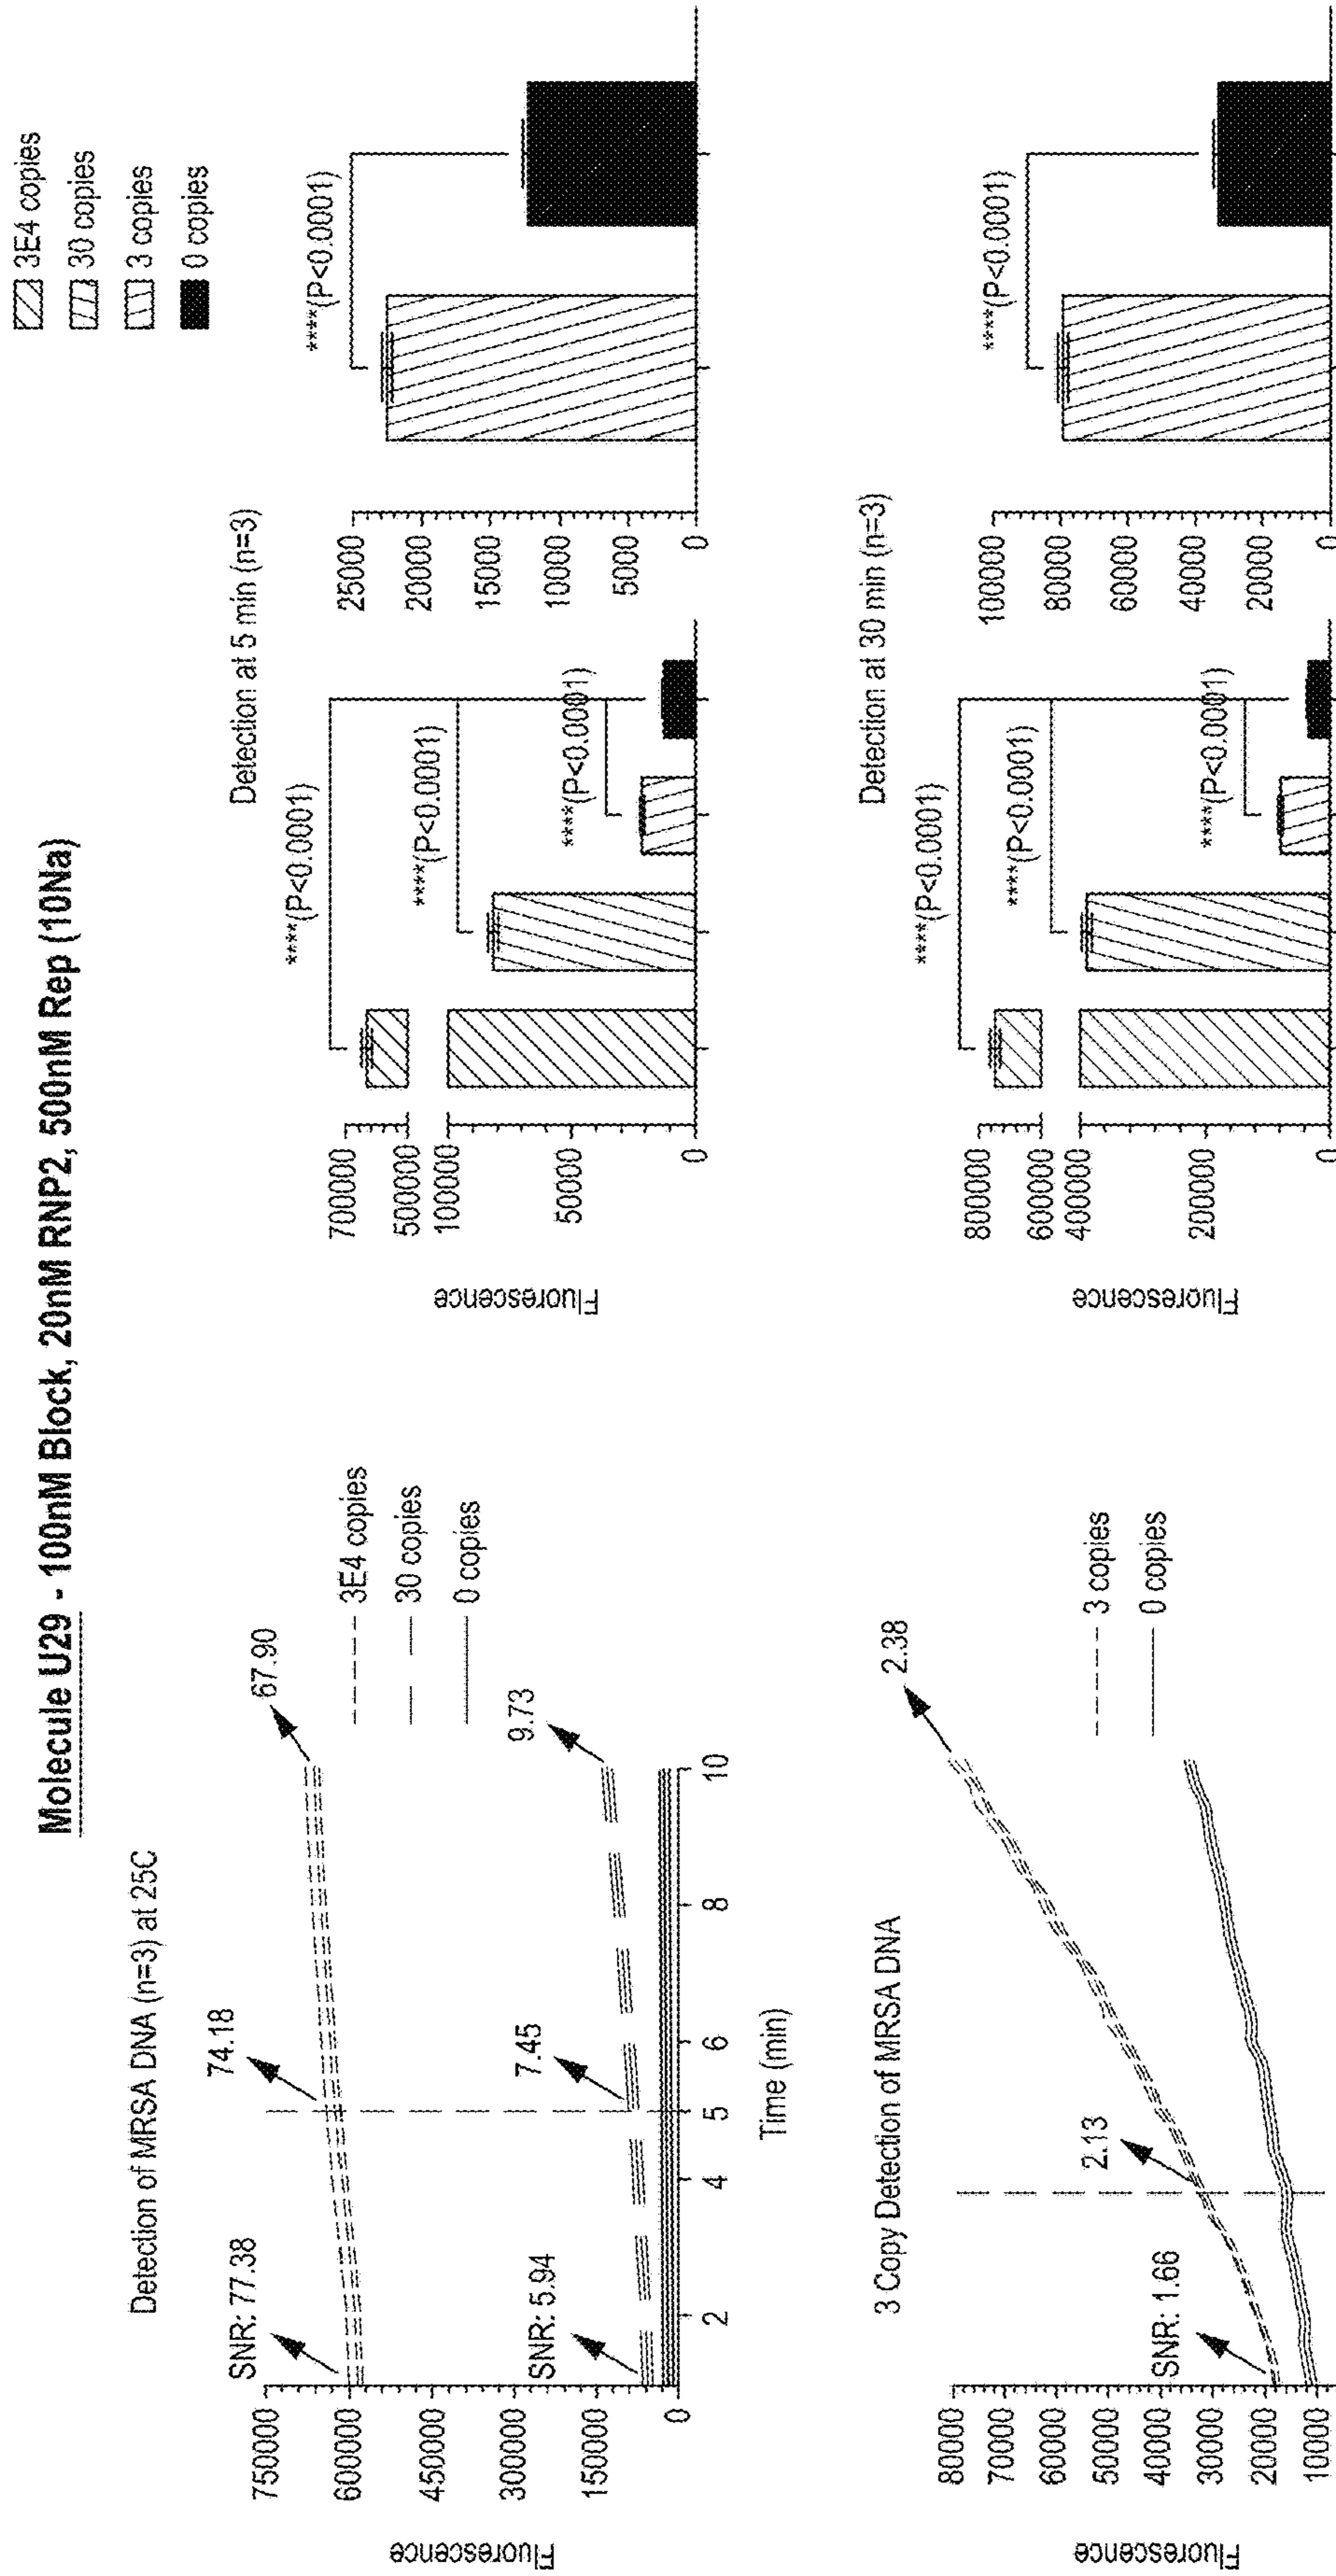 Molecule U29 - 100nM Block, 20nM RNP2, 500nM Rep (10Na)
Detection of MRSA DNA (n=3) at 25C
Fluorescence
750000
600000
450000
300000
150000
0
2
4
5
6
8
10
Time (min)
SNR: 77.38
74.18
67.90
SNR: 5.94
7.45
9.73
3E4 copies
30 copies
0 copies
3E4 copies
30 copies
3 copies
0 copies
Detection at 5 min (n=3)
Fluorescence
700000
500000
100000
50000
0
****(P<0.0001)
****(P<0.0001)
****(P<0.0001)
25000
20000
15000
10000
5000
0
****(P<0.0001)
3 Copy Detection of MRSA DNA
Fluorescence
80000
70000
60000
50000
40000
30000
20000
10000
SNR: 1.66
2.13
2.38
3 copies
0 copies
Detection at 30 min (n=3)
Fluorescence
800000
600000
400000
200000
0
****(P<0.0001)
****(P<0.0001)
****(P<0.0001)
100000
80000
60000
40000
20000
0
****(P<0.0001)